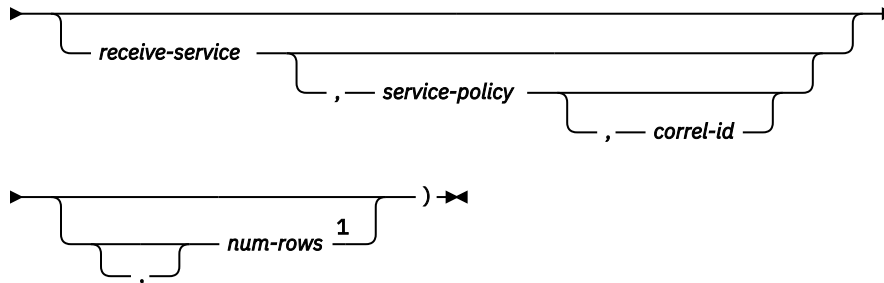 receive-service
, service-policy
, correl-id
num-rows 1 )
.